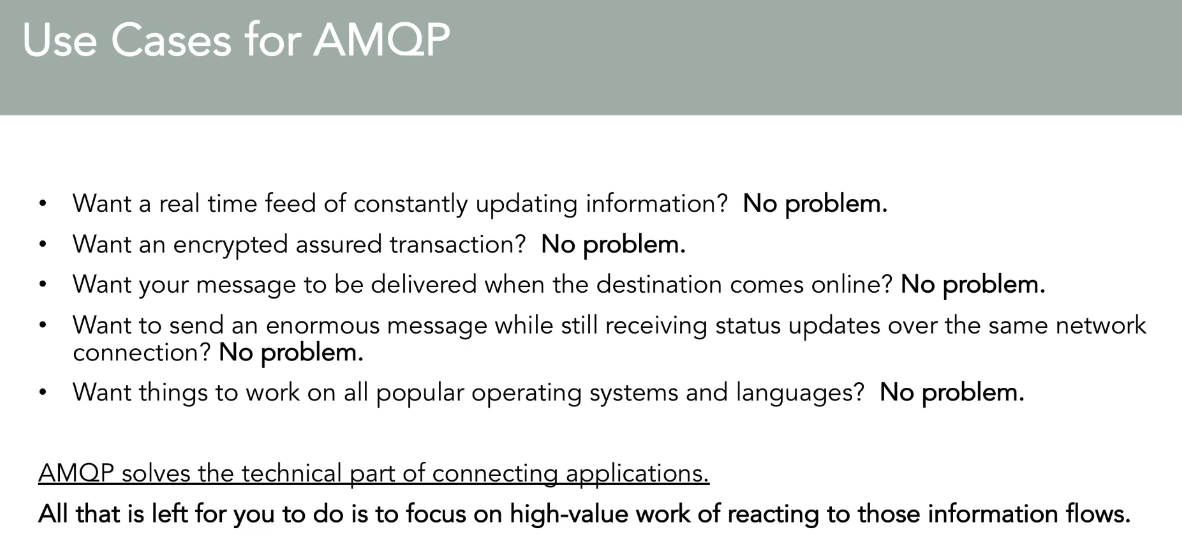 Use Cases for AMQP
• Want a real time feed of constantly updating information? No problem.
• Want an encrypted assured transaction? No problem.
• Want your message to be delivered when the destination comes online? No problem.
• Want to send an enormous message while still receiving status updates over the same network
connection? No problem.
• Want things to work on all popular operating systems and languages? No problem.
AMQP solves the technical part of connecting applications.
All that is left for you to do is to focus on high-value work of reacting to those information flows.